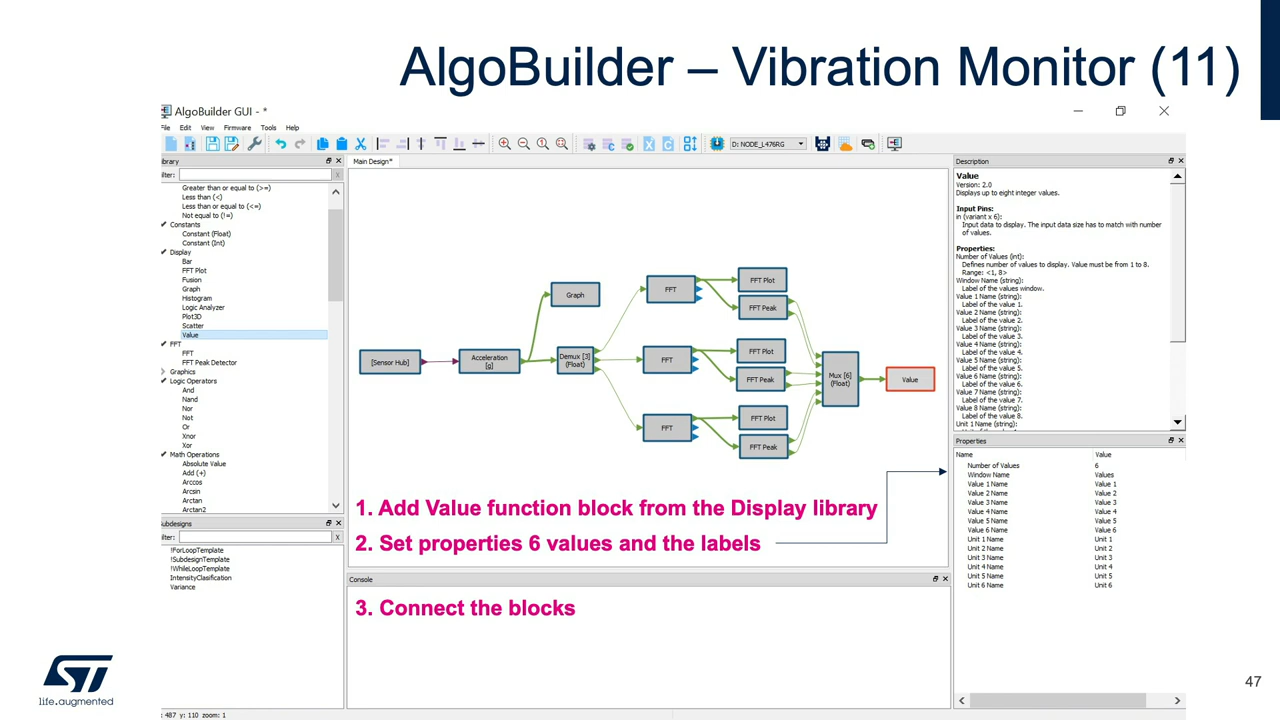 AlgoBuilder – Vibration Monitor (11)
AlgoBuilder GUI - *
File Edit View Firmware Tools Help
D: NODE_L476RG
Library
Filter:
Greater than or equal to (>=)
Less than (<)
Less than or equal to (<=)
Not equal to (!=)
Constants
Constant (Float)
Constant (Int)
Display
Bar
FFT Plot
Fusion
Graph
Histogram
Logic Analyzer
Plot3D
Scatter
Value
FFT
FFT
FFT Peak Detector
Graphics
Logic Operators
And
Nand
Nor
Not
Or
Xnor
Xor
Math Operations
Absolute Value
Add (+)
Arccos
Arcsin
Arctan
Arctan2
Subdesigns
Filter:
!ForLoopTemplate
!SubdesignTemplate
!WhileLoopTemplate
IntensityClasification
Variance
Main Design*
[Sensor Hub]
Acceleration
[g]
Graph
Demux [3]
(Float)
FFT
FFT Plot
FFT Peak
FFT
FFT Plot
FFT Peak
FFT
FFT Plot
FFT Peak
Mux [6]
(Float)
Value
1. Add Value function block from the Display library
2. Set properties 6 values and the labels
Console
3. Connect the blocks
Description
Value
Version: 2.0
Displays up to eight integer values.
Input Pins:
in (variant x 6):
Input data to display. The input data size has to match with number
of values.
Properties:
Number of Values (int):
Defines number of values to display. Value must be from 1 to 8.
Range: <1, 8>
Window Name (string):
Label of the values window.
Value 1 Name (string):
Label of the value 1.
Value 2 Name (string):
Label of the value 2.
Value 3 Name (string):
Label of the value 3.
Value 4 Name (string):
Label of the value 4.
Value 5 Name (string):
Label of the value 5.
Value 6 Name (string):
Label of the value 6.
Value 7 Name (string):
Label of the value 7.
Value 8 Name (string):
Label of the value 8.
Unit 1 Name (string):
Properties
Name Value
Number of Values 6
Window Name Values
Value 1 Name Value 1
Value 2 Name Value 2
Value 3 Name Value 3
Value 4 Name Value 4
Value 5 Name Value 5
Value 6 Name Value 6
Unit 1 Name Unit 1
Unit 2 Name Unit 2
Unit 3 Name Unit 3
Unit 4 Name Unit 4
Unit 5 Name Unit 5
Unit 6 Name Unit 6
ST
life.augmented
x: 487 y: 110 zoom: 1
47